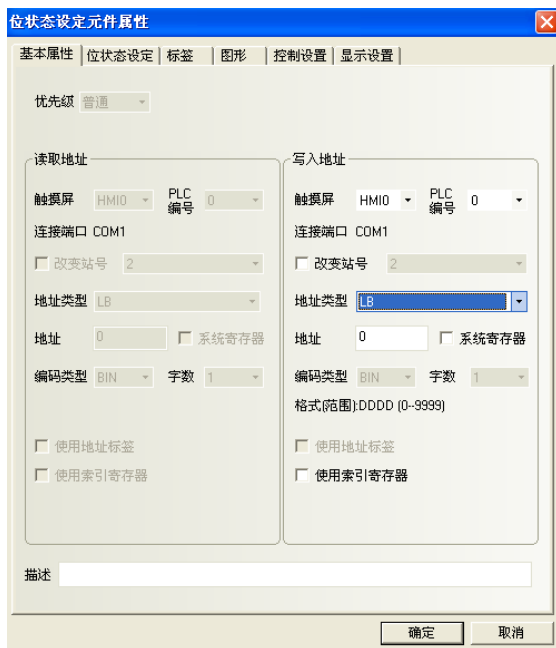 位状态设定元件属性
基本属性 位状态设定 标签 图形 控制设置 显示设置
优先级 普通
读取地址
触摸屏 HMI0 PLC编号 0
连接端口 COM1
改变站号 2
地址类型 LB
地址 0 系统寄存器
编码类型 BIN 字数 1
使用地址标签
使用索引寄存器
写入地址
触摸屏 HMI0 PLC编号 0
连接端口 COM1
改变站号 2
地址类型 LB
地址 0 系统寄存器
编码类型 BIN 字数 1
格式(范围):DDDD (0--9999)
使用地址标签
使用索引寄存器
描述
确定 取消